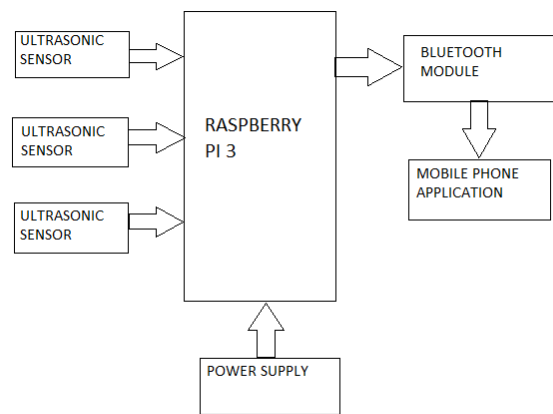 ULTRASONIC
SENSOR
ULTRASONIC
SENSOR
ULTRASONIC
SENSOR
RASPBERRY
PI 3
BLUETOOTH
MODULE
MOBILE PHONE
APPLICATION
POWER SUPPLY